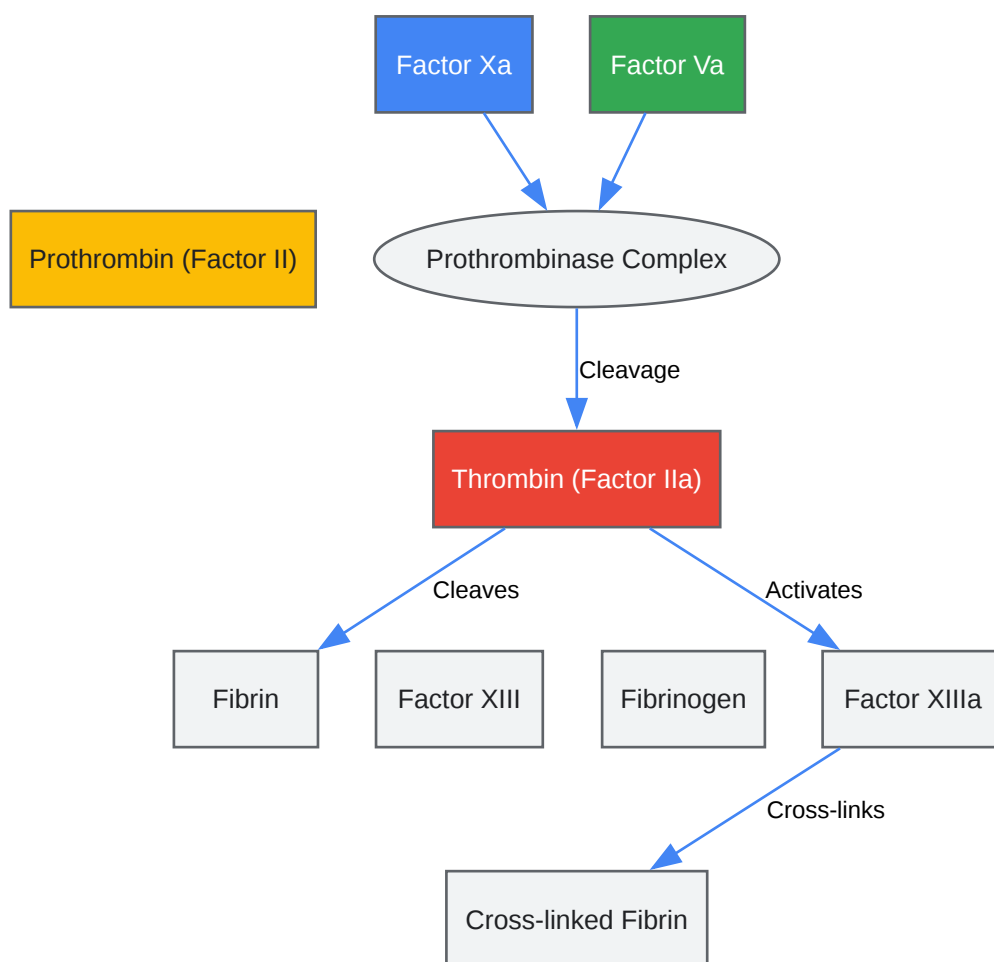 Factor Xa
Factor Va
Prothrombin (Factor II)
Prothrombinase Complex
Cleavage
Thrombin (Factor IIa)
Cleaves
Activates
Fibrin
Factor XIII
Fibrinogen
Factor XIIIa
Cross-links
Cross-linked Fibrin